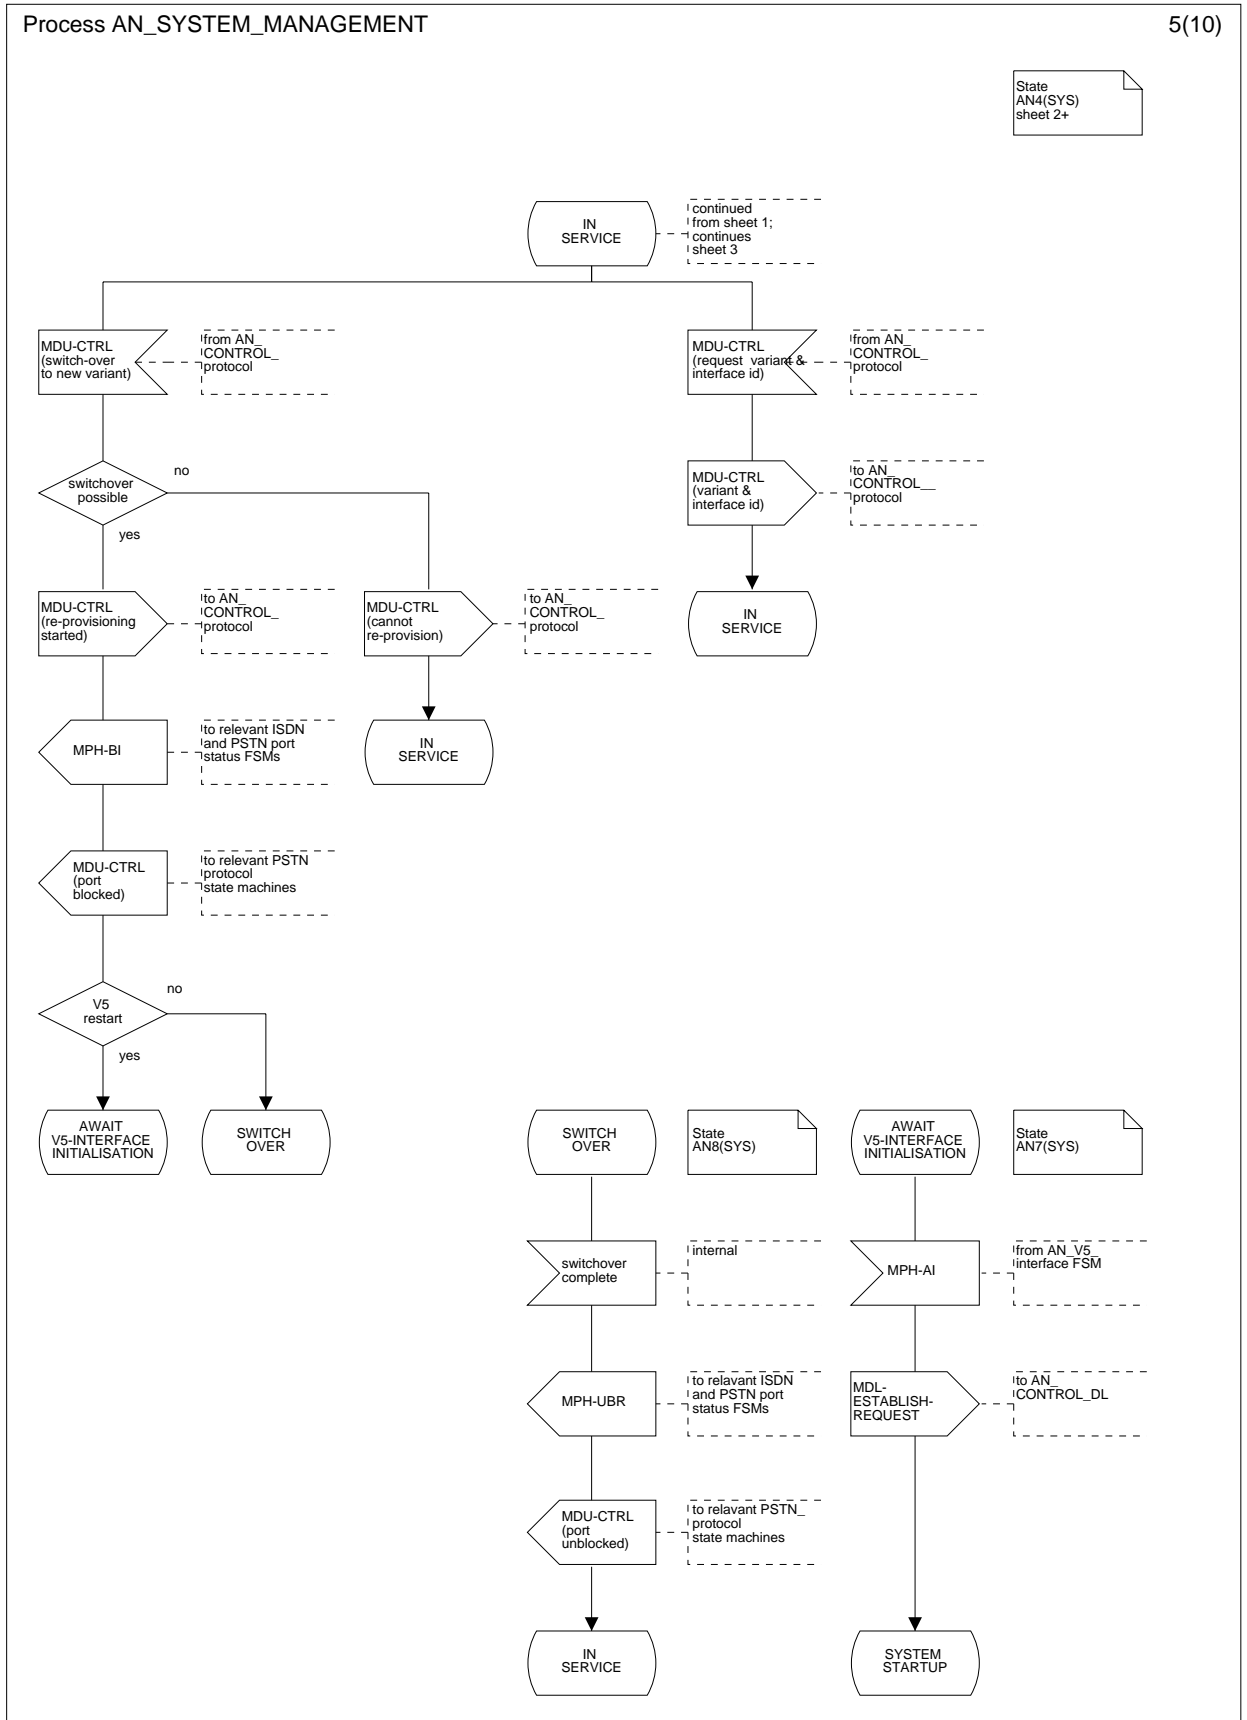 Process AN_SYSTEM_MANAGEMENT
5(10)
State
AN4(SYS)
sheet 2+
IN
SERVICE
continued
from sheet 1;
continues
sheet 3
MDU-CTRL
(switch-over
to new variant)
from AN_
CONTROL_
protocol
MDU-CTRL
(request variant &
interface id)
from AN_
CONTROL_
protocol
switchover
possible
no
yes
MDU-CTRL
(variant &
interface id)
to AN_
CONTROL__
protocol
MDU-CTRL
(re-provisioning
started)
to AN_
CONTROL_
protocol
MDU-CTRL
(cannot
re-provision)
to AN_
CONTROL_
protocol
IN
SERVICE
MPH-BI
to relevant ISDN
and PSTN port
status FSMs
IN
SERVICE
MDU-CTRL
(port
blocked)
to relevant PSTN
protocol
state machines
V5
restart
no
yes
AWAIT
V5-INTERFACE
INITIALISATION
SWITCH
OVER
SWITCH
OVER
State
AN8(SYS)
AWAIT
V5-INTERFACE
INITIALISATION
State
AN7(SYS)
switchover
complete
internal
MPH-AI
from AN_V5_
interface FSM
MPH-UBR
to relavant ISDN
and PSTN port
status FSMs
MDL-
ESTABLISH-
REQUEST
to AN_
CONTROL_DL
MDU-CTRL
(port
unblocked)
to relavant PSTN_
protocol
state machines
IN
SERVICE
SYSTEM
STARTUP